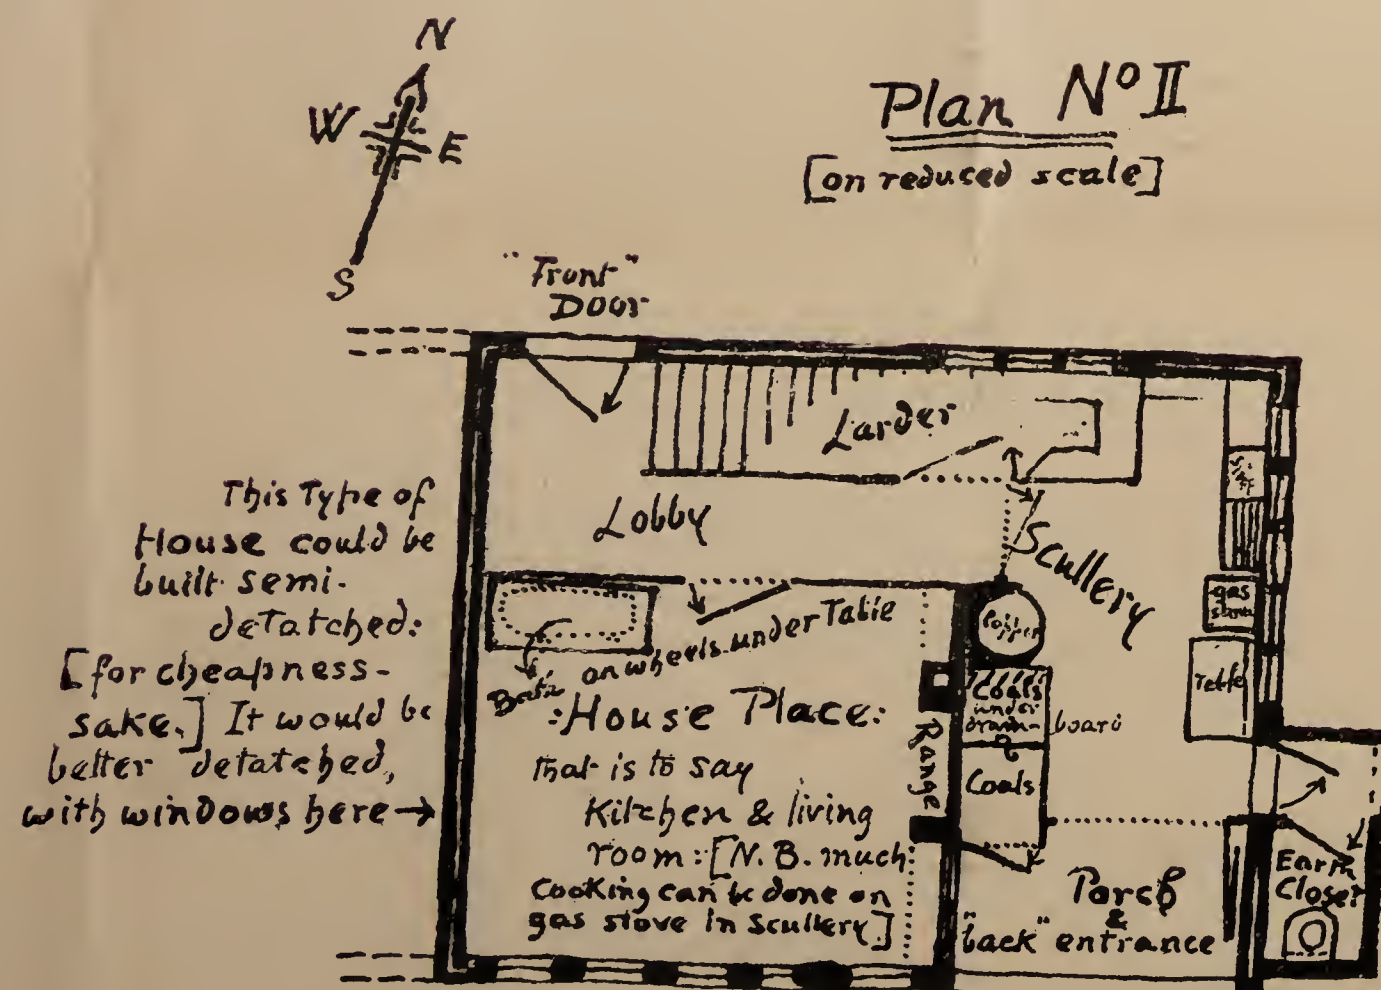 N
W E
S
Plan Nº II
[on reduced scale]
"Front"
Door
This Type of
House could be
built semi-
detatched:
[for cheapness-
sake.] It would be
better detatched,
with windows here →
Larder
Lobby
Scullery
gas
Table
Copper
Coals
under
drain-board
Coals
Bath on wheels under Table
:House Place:
that is to say
Kitchen & living
room: [N.B. much
Cooking can be done on
gas stove in Scullery]
Range
Porch
&
"back" entrance
Earth
Closet